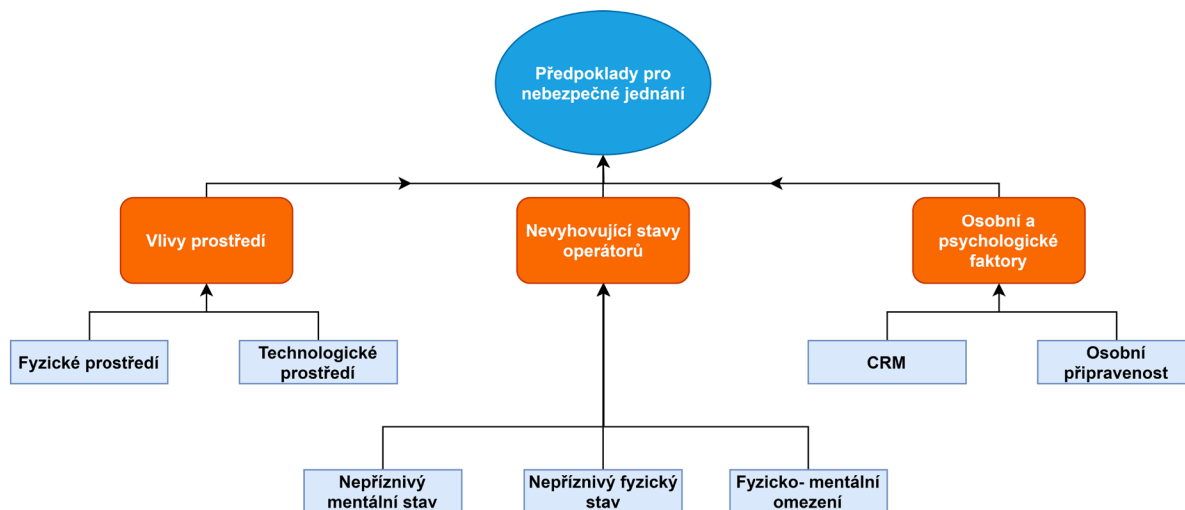 Předpoklady pro
nebezpečné jednání
Vlivy prostředí
Nevyhovující stavy
operátorů
Osobní a
psychologické
faktory
Fyzické prostředí
Technologické
prostředí
CRM
Osobní
připravenost
Nepříznivý
mentální stav
Nepříznivý fyzický
stav
Fyzicko- mentální
omezení